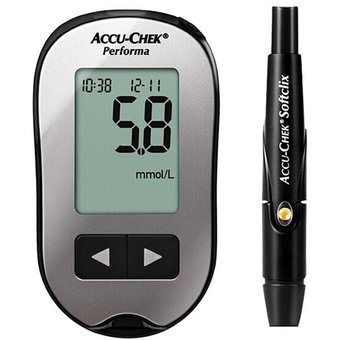 ACCU-CHEK®
Performa
10:38 12-11
5.8
mmol/L
ACCU-CHEK® Softclix